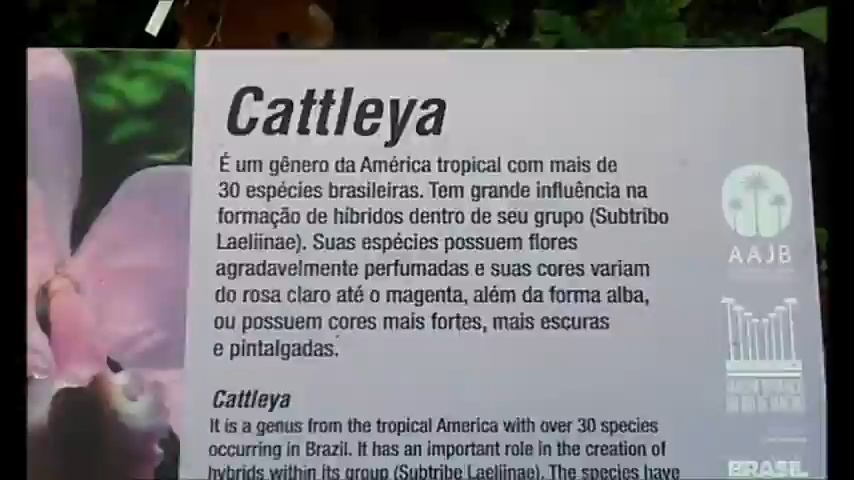 Cattleya
É um gênero da América tropical com mais de
30 espécies brasileiras. Tem grande influência na
formação de híbridos dentro de seu grupo (Subtribo
Laeliinae). Suas espécies possuem flores
agradavelmente perfumadas e suas cores variam
do rosa claro até o magenta, além da forma alba,
ou possuem cores mais fortes, mais escuras
e pintalgadas.
Cattleya
It is a genus from the tropical America with over 30 species
occurring in Brazil. It has an important role in the creation of
hybrids within its group (Subtribe Laeliinae). The species have
AAJB
BRASIL